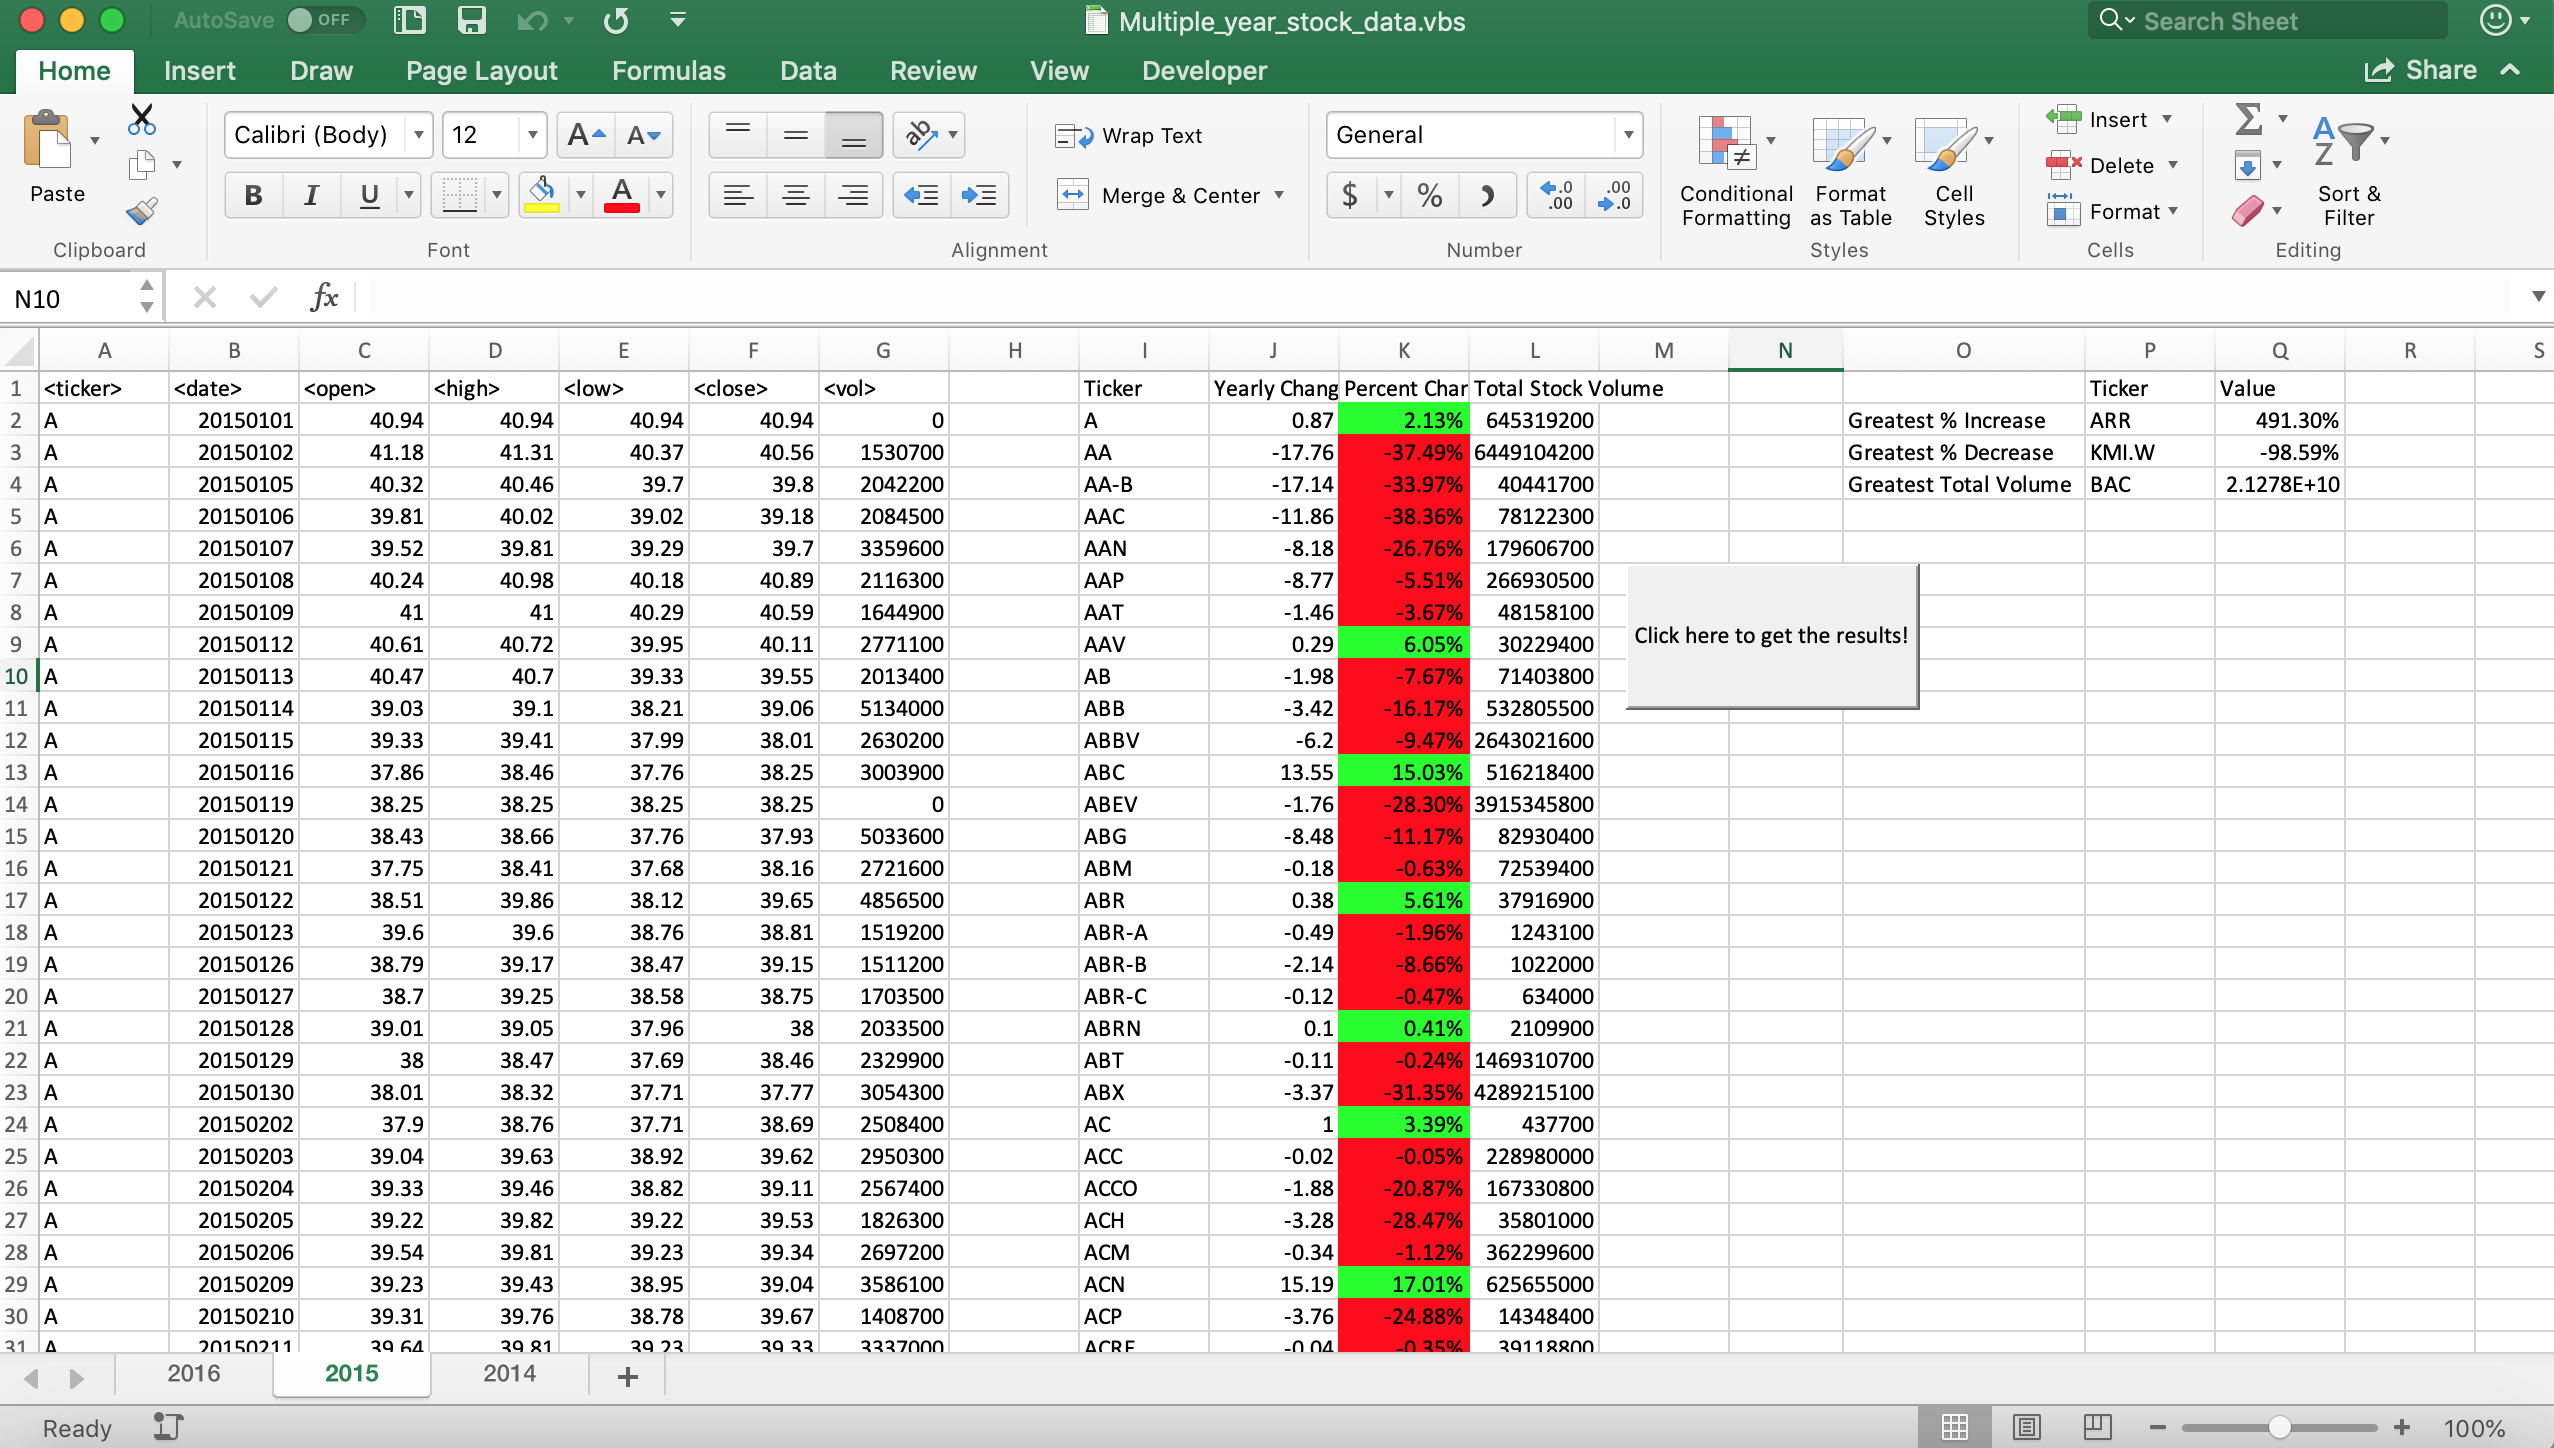 AutoSave OFF Multiple_year_stock_data.vbs Search Sheet
Home Insert Draw Page Layout Formulas Data Review View Developer Share
Paste Calibri (Body) 12 A A ab Wrap Text General Conditional Formatting Format as Table Cell Styles Insert Delete Format Sort & Filter
B I U A Merge & Center $ % .0 .00 .00 .0
Clipboard Font Alignment Number Styles Cells Editing
N10 fx
A B C D E F G H I J K L M N O P Q R S
1 <ticker> <date> <open> <high> <low> <close> <vol> Ticker Yearly Chang Percent Char Total Stock Volume Ticker Value
2 A 20150101 40.94 40.94 40.94 40.94 0 A 0.87 2.13% 645319200 Greatest % Increase ARR 491.30%
3 A 20150102 41.18 41.31 40.37 40.56 1530700 AA -17.76 -37.49% 6449104200 Greatest % Decrease KMI.W -98.59%
4 A 20150105 40.32 40.46 39.7 39.8 2042200 AA-B -17.14 -33.97% 40441700 Greatest Total Volume BAC 2.1278E+10
5 A 20150106 39.81 40.02 39.02 39.18 2084500 AAC -11.86 -38.36% 78122300
6 A 20150107 39.52 39.81 39.29 39.7 3359600 AAN -8.18 -26.76% 179606700
7 A 20150108 40.24 40.98 40.18 40.89 2116300 AAP -8.77 -5.51% 266930500
8 A 20150109 41 41 40.29 40.59 1644900 AAT -1.46 -3.67% 48158100
9 A 20150112 40.61 40.72 39.95 40.11 2771100 AAV 0.29 6.05% 30229400 Click here to get the results!
10 A 20150113 40.47 40.7 39.33 39.55 2013400 AB -1.98 -7.67% 71403800
11 A 20150114 39.03 39.1 38.21 39.06 5134000 ABB -3.42 -16.17% 532805500
12 A 20150115 39.33 39.41 37.99 38.01 2630200 ABBV -6.2 -9.47% 2643021600
13 A 20150116 37.86 38.46 37.76 38.25 3003900 ABC 13.55 15.03% 516218400
14 A 20150119 38.25 38.25 38.25 38.25 0 ABEV -1.76 -28.30% 3915345800
15 A 20150120 38.43 38.66 37.76 37.93 5033600 ABG -8.48 -11.17% 82930400
16 A 20150121 37.75 38.41 37.68 38.16 2721600 ABM -0.18 -0.63% 72539400
17 A 20150122 38.51 39.86 38.12 39.65 4856500 ABR 0.38 5.61% 37916900
18 A 20150123 39.6 39.6 38.76 38.81 1519200 ABR-A -0.49 -1.96% 1243100
19 A 20150126 38.79 39.17 38.47 39.15 1511200 ABR-B -2.14 -8.66% 1022000
20 A 20150127 38.7 39.25 38.58 38.75 1703500 ABR-C -0.12 -0.47% 634000
21 A 20150128 39.01 39.05 37.96 38 2033500 ABRN 0.1 0.41% 2109900
22 A 20150129 38 38.47 37.69 38.46 2329900 ABT -0.11 -0.24% 1469310700
23 A 20150130 38.01 38.32 37.71 37.77 3054300 ABX -3.37 -31.35% 4289215100
24 A 20150202 37.9 38.76 37.71 38.69 2508400 AC 1 3.39% 437700
25 A 20150203 39.04 39.63 38.92 39.62 2950300 ACC -0.02 -0.05% 228980000
26 A 20150204 39.33 39.46 38.82 39.11 2567400 ACCO -1.88 -20.87% 167330800
27 A 20150205 39.22 39.82 39.22 39.53 1826300 ACH -3.28 -28.47% 35801000
28 A 20150206 39.54 39.81 39.23 39.34 2697200 ACM -0.34 -1.12% 362299600
29 A 20150209 39.23 39.43 38.95 39.04 3586100 ACN 15.19 17.01% 625655000
30 A 20150210 39.31 39.76 38.78 39.67 1408700 ACP -3.76 -24.88% 14348400
31 A 20150211 39.64 39.81 39.23 39.33 3337000 ACRE -0.04 -0.35% 39118800
2016 2015 2014 +
Ready 100%